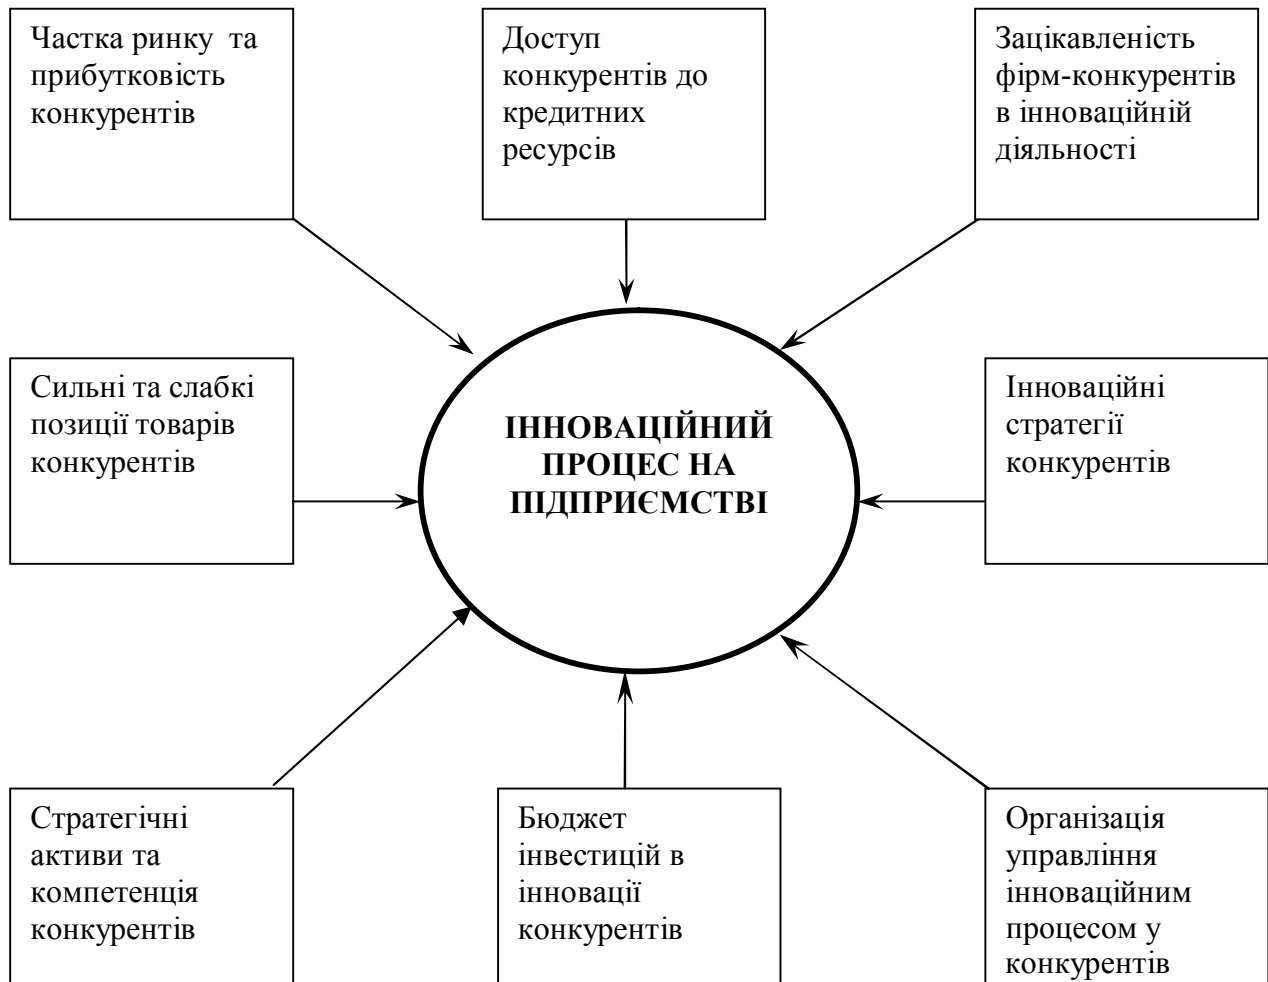 Частка ринку та
прибутковість
конкурентів
Доступ
конкурентів до
кредитних
ресурсів
Зацікавленість
фірм-конкурентів
в інноваційній
діяльності
Сильні та слабкі
позиції товарів
конкурентів
ІННОВАЦІЙНИЙ
ПРОЦЕС НА
ПІДПРИЄМСТВІ
Інноваційні
стратегії
конкурентів
Стратегічні
активи та
компетенція
конкурентів
Бюджет
інвестицій в
інновації
конкурентів
Організація
управління
інноваційним
процесом у
конкурентів